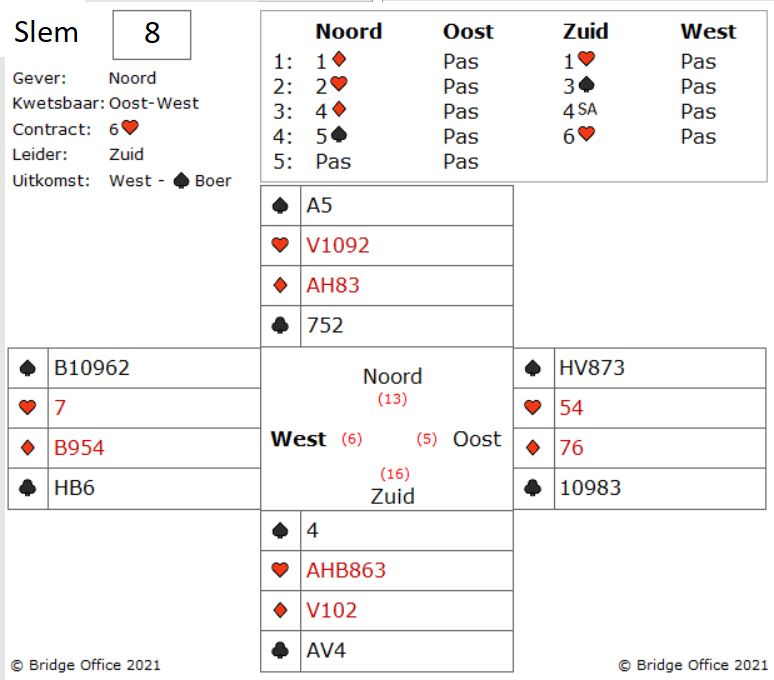 Slem 8
Gever: Noord
Kwetsbaar: Oost-West
Contract: 6♥
Leider: Zuid
Uitkomst: West - ♠ Boer
Noord Oost Zuid West
1: 1♦ Pas 1♥ Pas
2: 2♥ Pas 3♠ Pas
3: 4♦ Pas 4SA Pas
4: 5♠ Pas 6♥ Pas
5: Pas Pas
♠ A5
♥ V1092
♦ AH83
♣ 752
♠ B10962
♥ 7
♦ B954
♣ HB6
Noord
(13)
West (6) (5) Oost
(16)
Zuid
♠ HV873
♥ 54
♦ 76
♣ 10983
♠ 4
♥ AHB863
♦ V102
♣ AV4
© Bridge Office 2021
© Bridge Office 2021